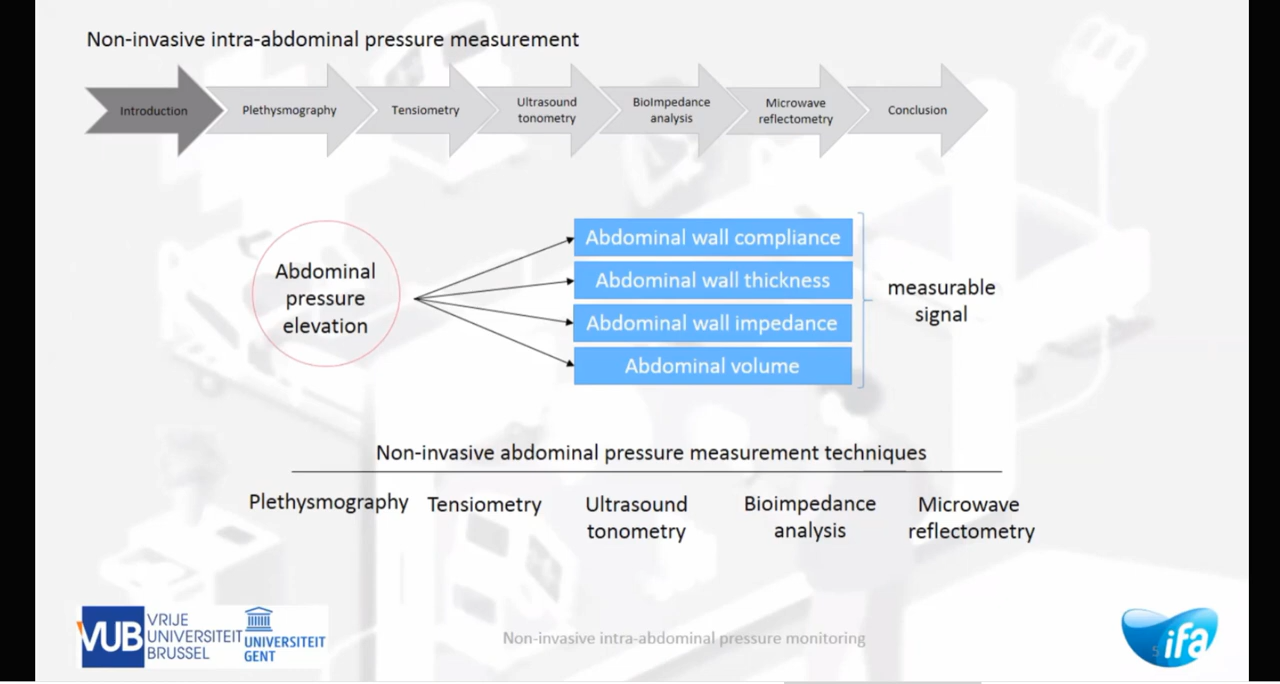 Non-invasive intra-abdominal pressure measurement
Introduction
Plethysmography
Tensiometry
Ultrasound
tonometry
BioImpedance
analysis
Microwave
reflectometry
Conclusion
Abdominal
pressure
elevation
Abdominal wall compliance
Abdominal wall thickness
Abdominal wall impedance
Abdominal volume
measurable
signal
Non-invasive abdominal pressure measurement techniques
Plethysmography
Tensiometry
Ultrasound
tonometry
Bioimpedance
analysis
Microwave
reflectometry
VUB
VRIJE
UNIVERSITEIT
BRUSSEL
UNIVERSITEIT
GENT
Non-invasive intra-abdominal pressure monitoring
5
ifa